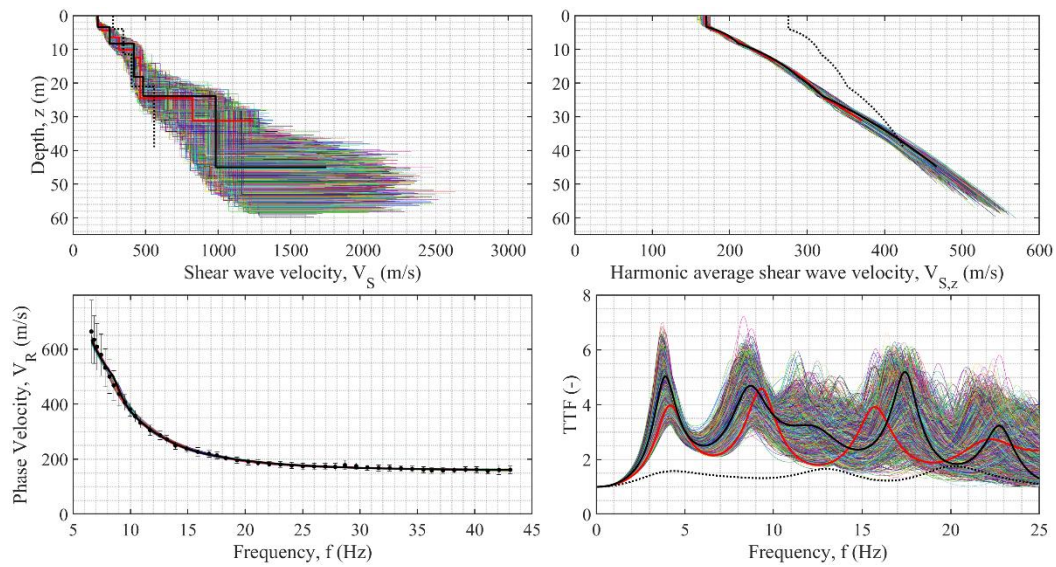 0
10
20
30
40
50
60
Depth, z (m)
0 500 1000 1500 2000 2500 3000
Shear wave velocity, V_S (m/s)
0
10
20
30
40
50
60
0 100 200 300 400 500 600
Harmonic average shear wave velocity, V_S,z (m/s)
600
400
200
0
Phase Velocity, V_R (m/s)
5 10 15 20 25 30 35 40 45
Frequency, f (Hz)
8
6
4
2
0
TTF (-)
0 5 10 15 20 25
Frequency, f (Hz)